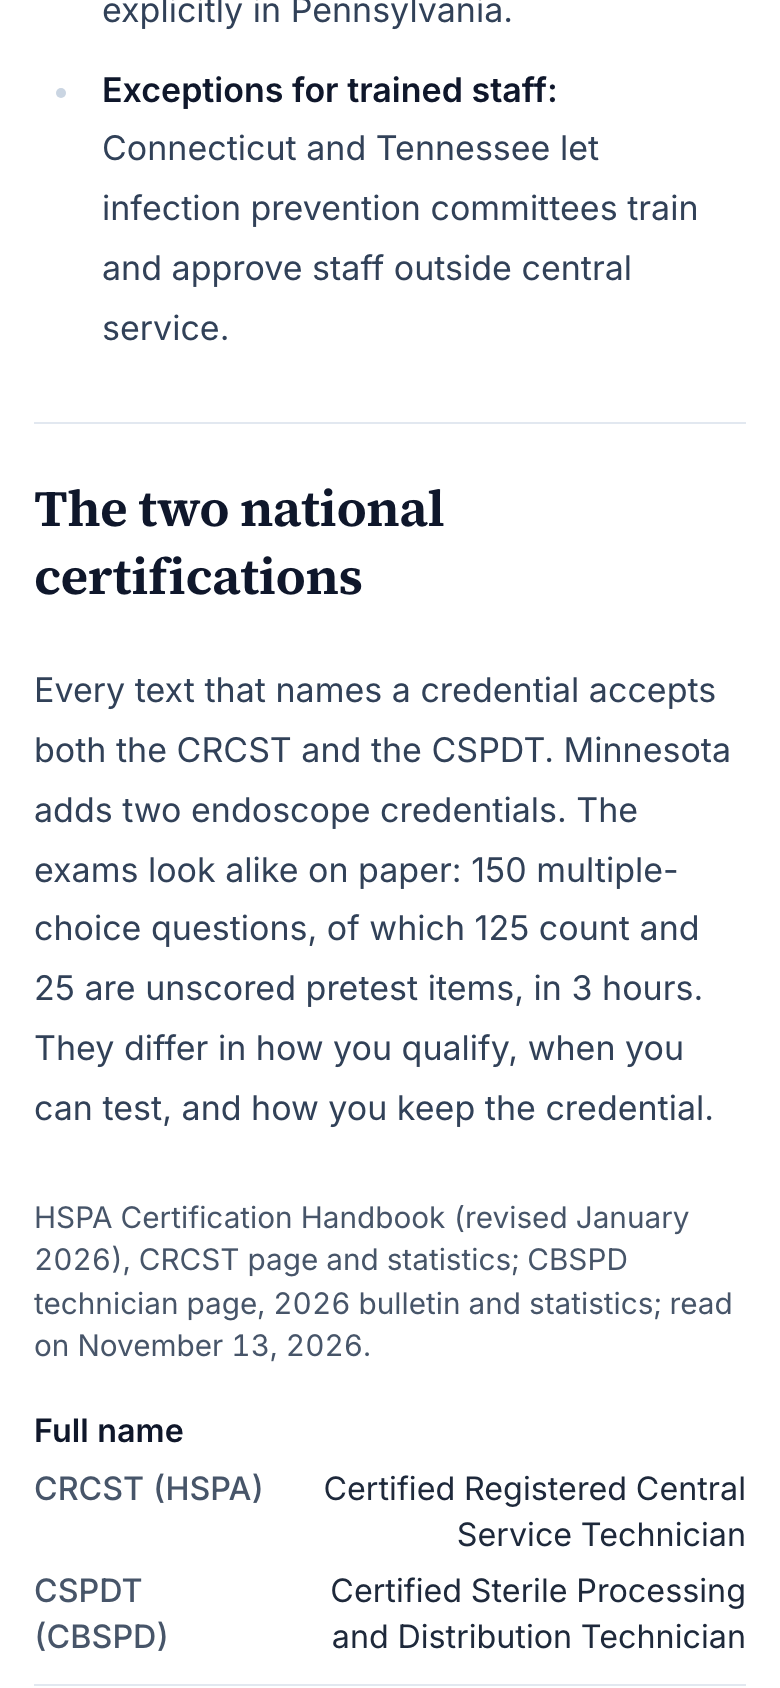 explicitly in Pennsylvania.
Exceptions for trained staff:
Connecticut and Tennessee let
infection prevention committees train
and approve staff outside central
service.
The two national
certifications
Every text that names a credential accepts
both the CRCST and the CSPDT. Minnesota
adds two endoscope credentials. The
exams look alike on paper: 150 multiple-
choice questions, of which 125 count and
25 are unscored pretest items, in 3 hours.
They differ in how you qualify, when you
can test, and how you keep the credential.
HSPA Certification Handbook (revised January
2026), CRCST page and statistics; CBSPD
technician page, 2026 bulletin and statistics; read
on November 13, 2026.
Full name
CRCST (HSPA) Certified Registered Central
Service Technician
CSPDT Certified Sterile Processing
(CBSPD) and Distribution Technician